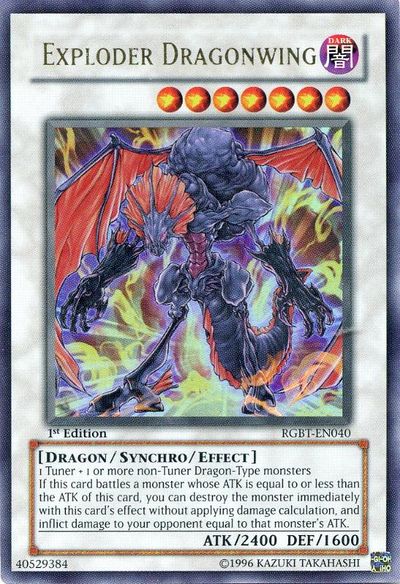 EXPLODER DRAGONWING
DARK
闇
1st Edition
RGBT-EN040
[DRAGON/SYNCHRO/EFFECT]
1 Tuner + 1 or more non-Tuner Dragon-Type monsters
If this card battles a monster whose ATK is equal to or less than
the ATK of this card, you can destroy the monster immediately
with this card's effect without applying damage calculation, and
inflict damage to your opponent equal to that monster's ATK.
ATK/2400 DEF/1600
40529384
©1996 KAZUKI TAKAHASHI